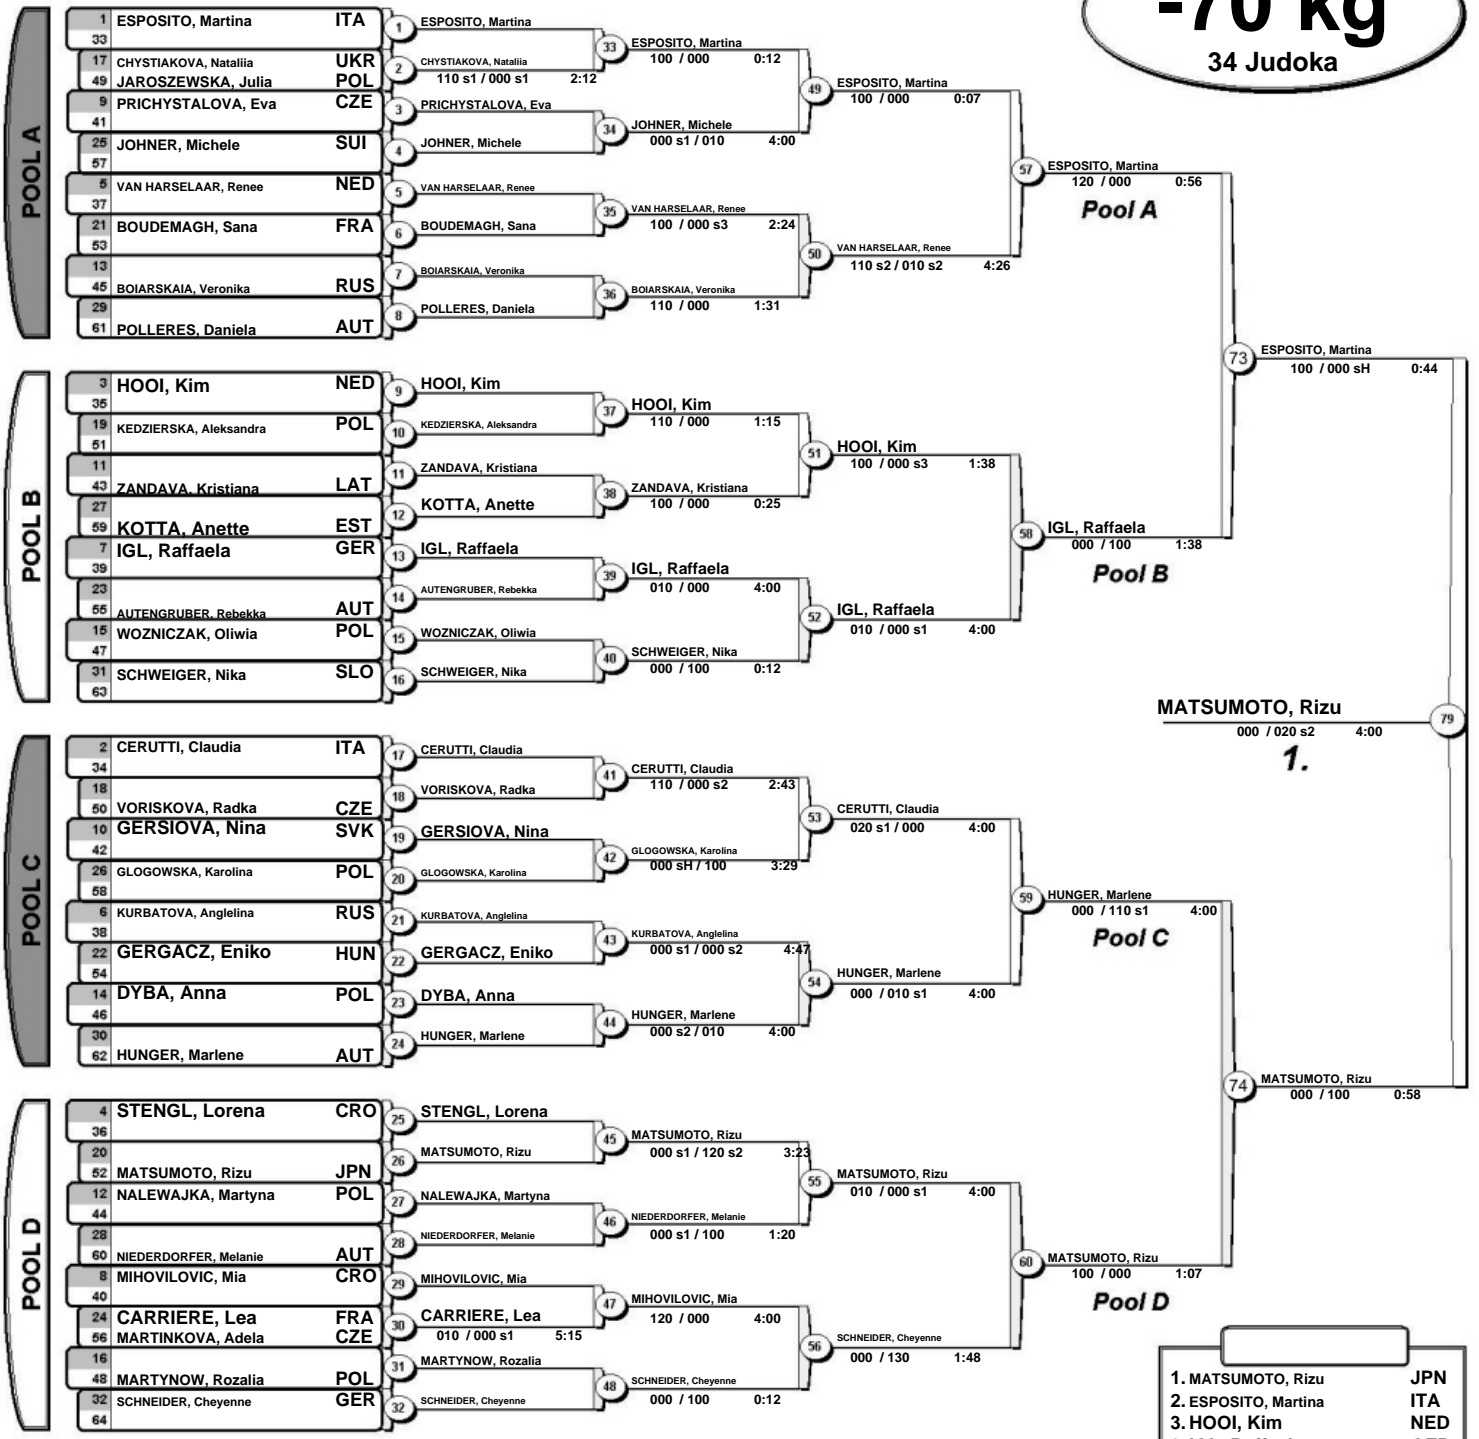 -70 kg
34 Judoka
POOL A
1 ESPOSITO, Martina ITA
33
17 CHYSTIAKOVA, Nataliia UKR
49 JAROSZEWSKA, Julia POL
9 PRICHYSTALOVA, Eva CZE
41
25 JOHNER, Michele SUI
57
5 VAN HARSELAAR, Renee NED
37
21 BOUDEMAGH, Sana FRA
53
13
45 BOIARSKAIA, Veronika RUS
29
61 POLLERES, Daniela AUT
1 ESPOSITO, Martina
2 CHYSTIAKOVA, Nataliia
110 s1 / 000 s1 2:12
3 PRICHYSTALOVA, Eva
4 JOHNER, Michele
5 VAN HARSELAAR, Renee
6 BOUDEMAGH, Sana
7 BOIARSKAIA, Veronika
8 POLLERES, Daniela
33 ESPOSITO, Martina
100 / 000 0:12
34 JOHNER, Michele
000 s1 / 010 4:00
35 VAN HARSELAAR, Renee
100 / 000 s3 2:24
36 BOIARSKAIA, Veronika
110 / 000 1:31
49 ESPOSITO, Martina
100 / 000 0:07
50 VAN HARSELAAR, Renee
110 s2 / 010 s2 4:26
57 ESPOSITO, Martina
120 / 000 0:56
Pool A
POOL B
3 HOOI, Kim NED
35
19 KEDZIERSKA, Aleksandra POL
51
11
43 ZANDAVA, Kristiana LAT
27
59 KOTTA, Anette EST
7 IGL, Raffaela GER
39
23
55 AUTENGRUBER, Rebekka AUT
15 WOZNICZAK, Oliwia POL
47
31 SCHWEIGER, Nika SLO
63
9 HOOI, Kim
10 KEDZIERSKA, Aleksandra
11 ZANDAVA, Kristiana
12 KOTTA, Anette
13 IGL, Raffaela
14 AUTENGRUBER, Rebekka
15 WOZNICZAK, Oliwia
16 SCHWEIGER, Nika
37 HOOI, Kim
110 / 000 1:15
38 ZANDAVA, Kristiana
100 / 000 0:25
39 IGL, Raffaela
010 / 000 4:00
40 SCHWEIGER, Nika
000 / 100 0:12
51 HOOI, Kim
100 / 000 s3 1:38
52 IGL, Raffaela
010 / 000 s1 4:00
58 IGL, Raffaela
000 / 100 1:38
Pool B
73 ESPOSITO, Martina
100 / 000 sH 0:44
MATSUMOTO, Rizu 79
000 / 020 s2 4:00
1.
POOL C
2 CERUTTI, Claudia ITA
34
18
50 VORISKOVA, Radka CZE
10 GERSIOVA, Nina SVK
42
26 GLOGOWSKA, Karolina POL
58
6 KURBATOVA, Anglelina RUS
38
22 GERGACZ, Eniko HUN
54
14 DYBA, Anna POL
46
30
62 HUNGER, Marlene AUT
17 CERUTTI, Claudia
18 VORISKOVA, Radka
19 GERSIOVA, Nina
20 GLOGOWSKA, Karolina
21 KURBATOVA, Anglelina
22 GERGACZ, Eniko
23 DYBA, Anna
24 HUNGER, Marlene
41 CERUTTI, Claudia
110 / 000 s2 2:43
42 GLOGOWSKA, Karolina
000 sH / 100 3:29
43 KURBATOVA, Anglelina
000 s1 / 000 s2 4:47
44 HUNGER, Marlene
000 s2 / 010 4:00
53 CERUTTI, Claudia
020 s1 / 000 4:00
54 HUNGER, Marlene
000 / 010 s1 4:00
59 HUNGER, Marlene
000 / 110 s1 4:00
Pool C
POOL D
4 STENGL, Lorena CRO
36
20
52 MATSUMOTO, Rizu JPN
12 NALEWAJKA, Martyna POL
44
28
60 NIEDERDORFER, Melanie AUT
8 MIHOVILOVIC, Mia CRO
40
24 CARRIERE, Lea FRA
56 MARTINKOVA, Adela CZE
16
48 MARTYNOW, Rozalia POL
32 SCHNEIDER, Cheyenne GER
64
25 STENGL, Lorena
26 MATSUMOTO, Rizu
27 NALEWAJKA, Martyna
28 NIEDERDORFER, Melanie
29 MIHOVILOVIC, Mia
30 CARRIERE, Lea
010 / 000 s1 5:15
31 MARTYNOW, Rozalia
32 SCHNEIDER, Cheyenne
45 MATSUMOTO, Rizu
000 s1 / 120 s2 3:23
46 NIEDERDORFER, Melanie
000 s1 / 100 1:20
47 MIHOVILOVIC, Mia
120 / 000 4:00
48 SCHNEIDER, Cheyenne
000 / 100 0:12
55 MATSUMOTO, Rizu
010 / 000 s1 4:00
56 SCHNEIDER, Cheyenne
000 / 130 1:48
60 MATSUMOTO, Rizu
100 / 000 1:07
Pool D
74 MATSUMOTO, Rizu
000 / 100 0:58
1. MATSUMOTO, Rizu JPN
2. ESPOSITO, Martina ITA
3. HOOI, Kim NED